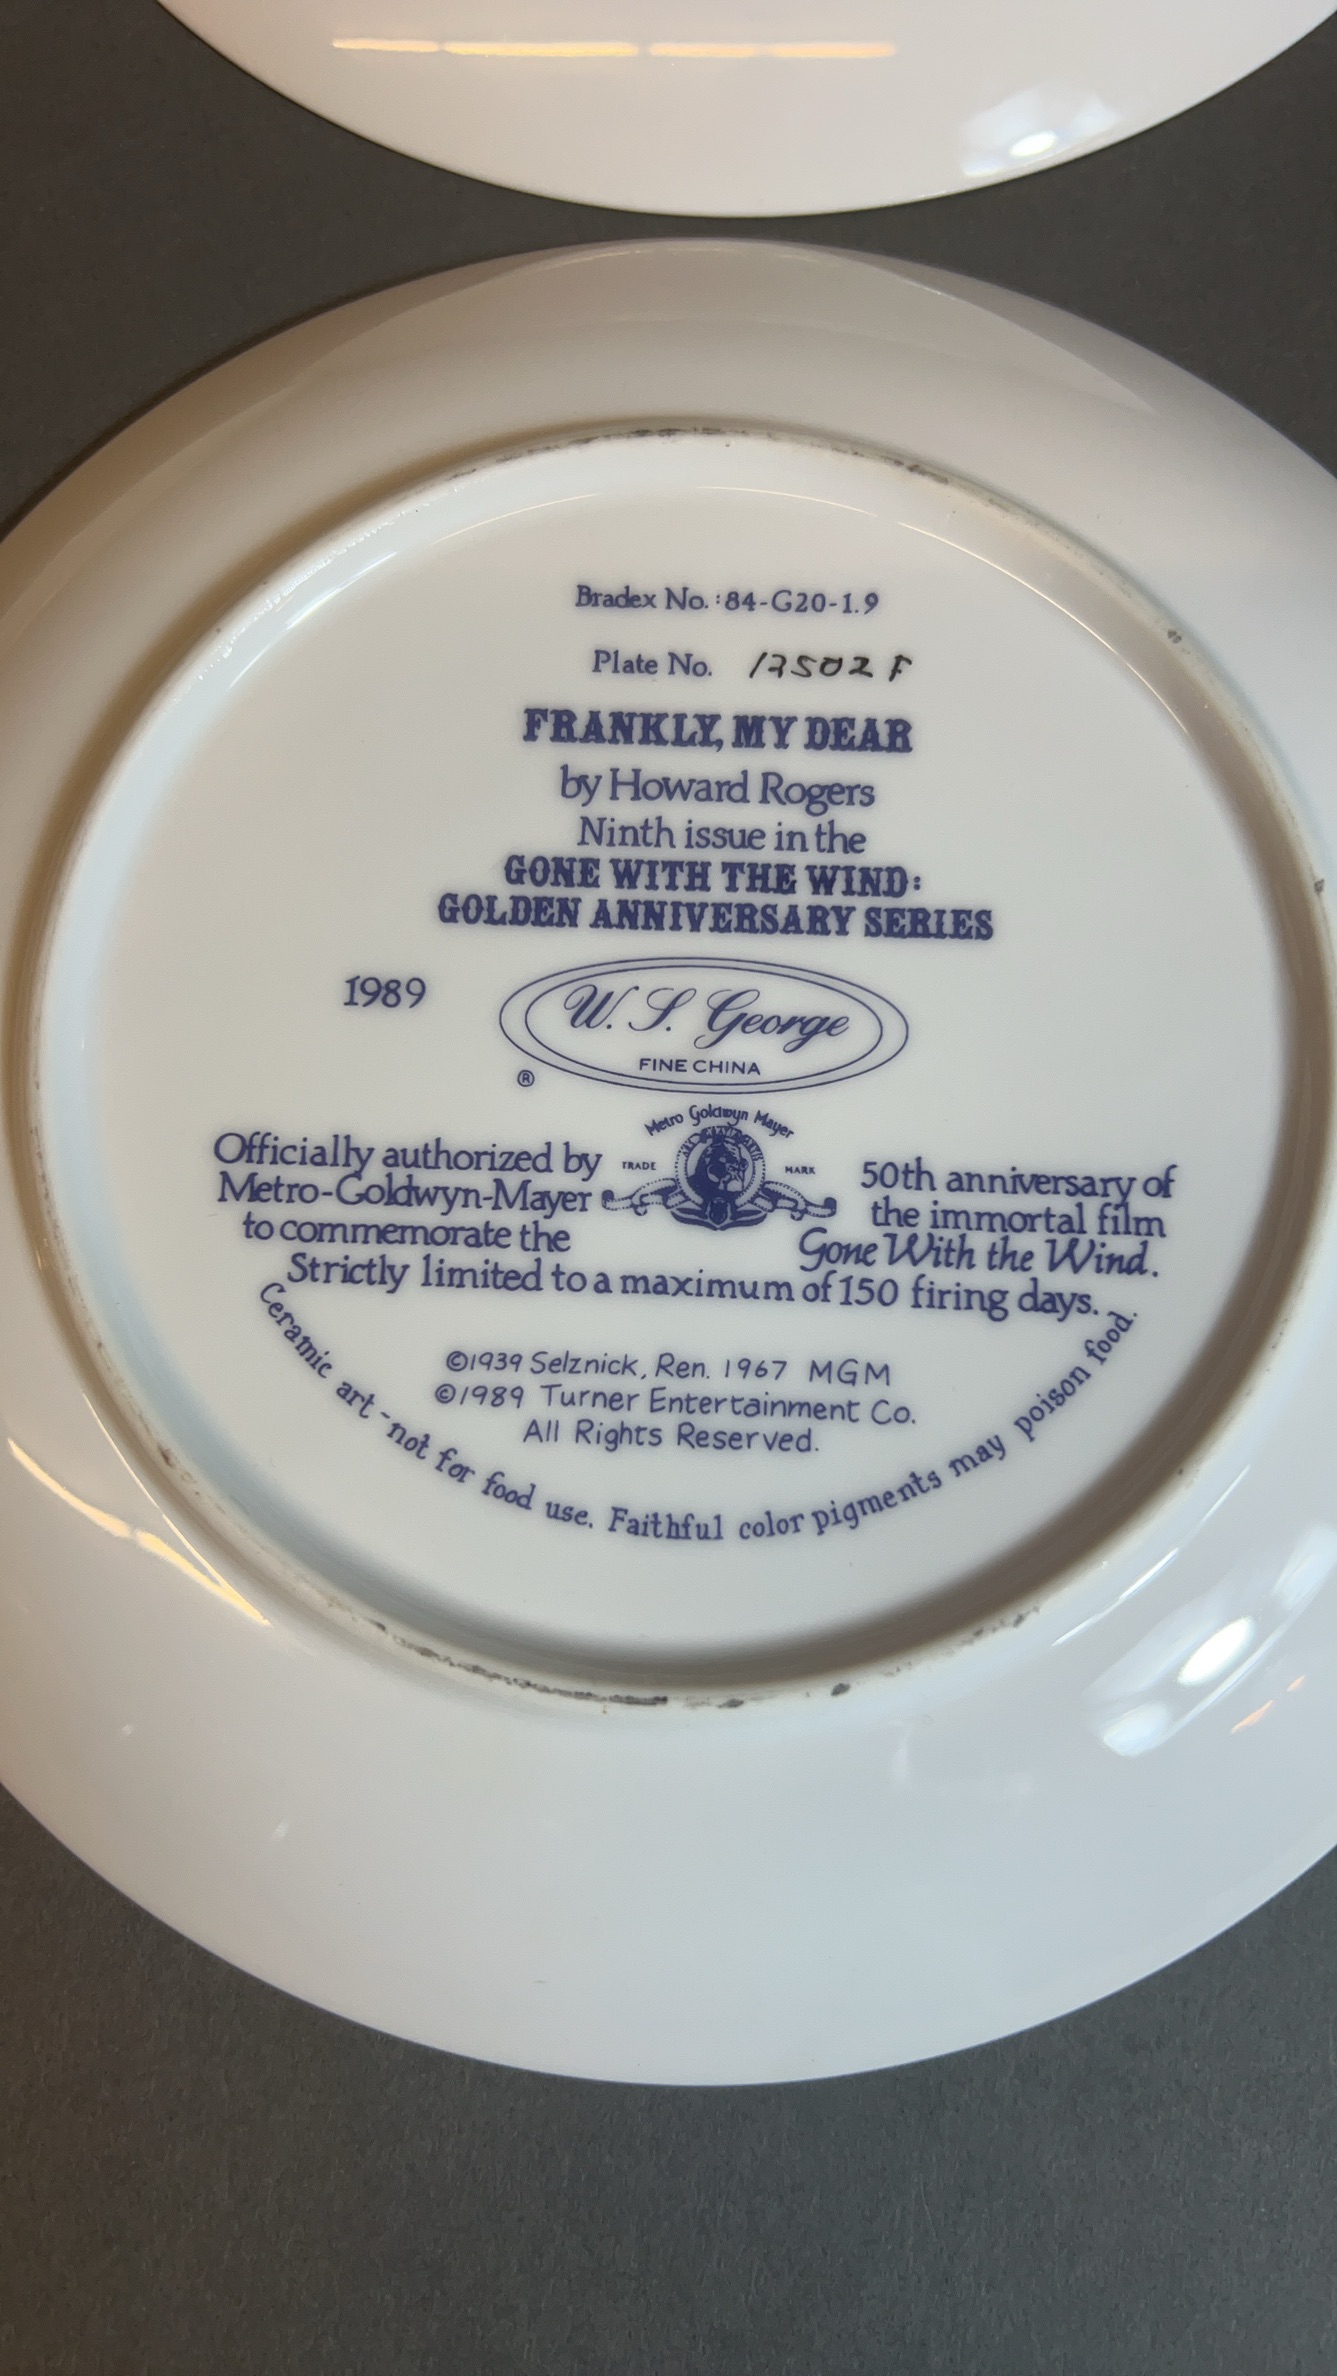 Bradex No.: 84-G20-1.9
Plate No. 12502 F
FRANKLY, MY DEAR
by Howard Rogers
Ninth issue in the
GONE WITH THE WIND:
GOLDEN ANNIVERSARY SERIES
1989
W. S. George
FINE CHINA
®
Metro Goldwyn Mayer
TRADE MARK
Officially authorized by
Metro-Goldwyn-Mayer
to commemorate the
50th anniversary of
the immortal film
Gone With the Wind.
Strictly limited to a maximum of 150 firing days.
©1939 Selznick, Ren. 1967 MGM
©1989 Turner Entertainment Co.
All Rights Reserved.
Ceramic art - not for food use. Faithful color pigments may poison food.